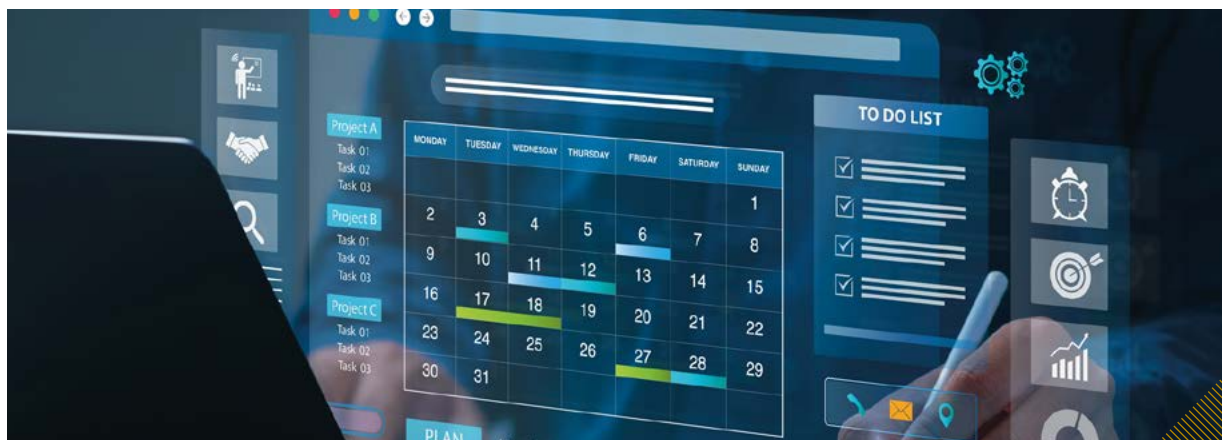 TO DO LIST
Project A
Task 01
Task 02
Task 03
Project B
Task 01
Task 02
Task 03
Project C
Task 01
Task 02
Task 03
MONDAY TUESDAY WEDNESDAY THURSDAY FRIDAY SATURDAY SUNDAY
1
2 3 4 5 6 7 8
9 10 11 12 13 14 15
16 17 18 19 20 21 22
23 24 25 26 27 28 29
30 31
PLAN